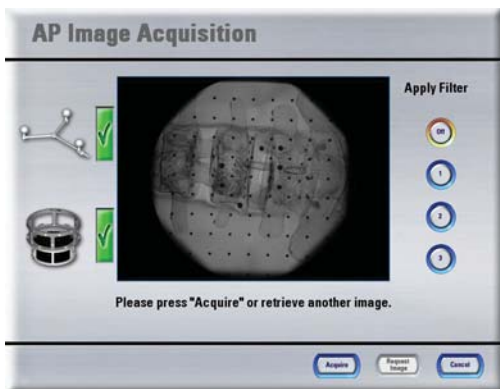 AP Image Acquisition
Apply Filter
Off
1
2
3
Please press "Acquire" or retrieve another image.
Acquire
Request
Image
Cancel